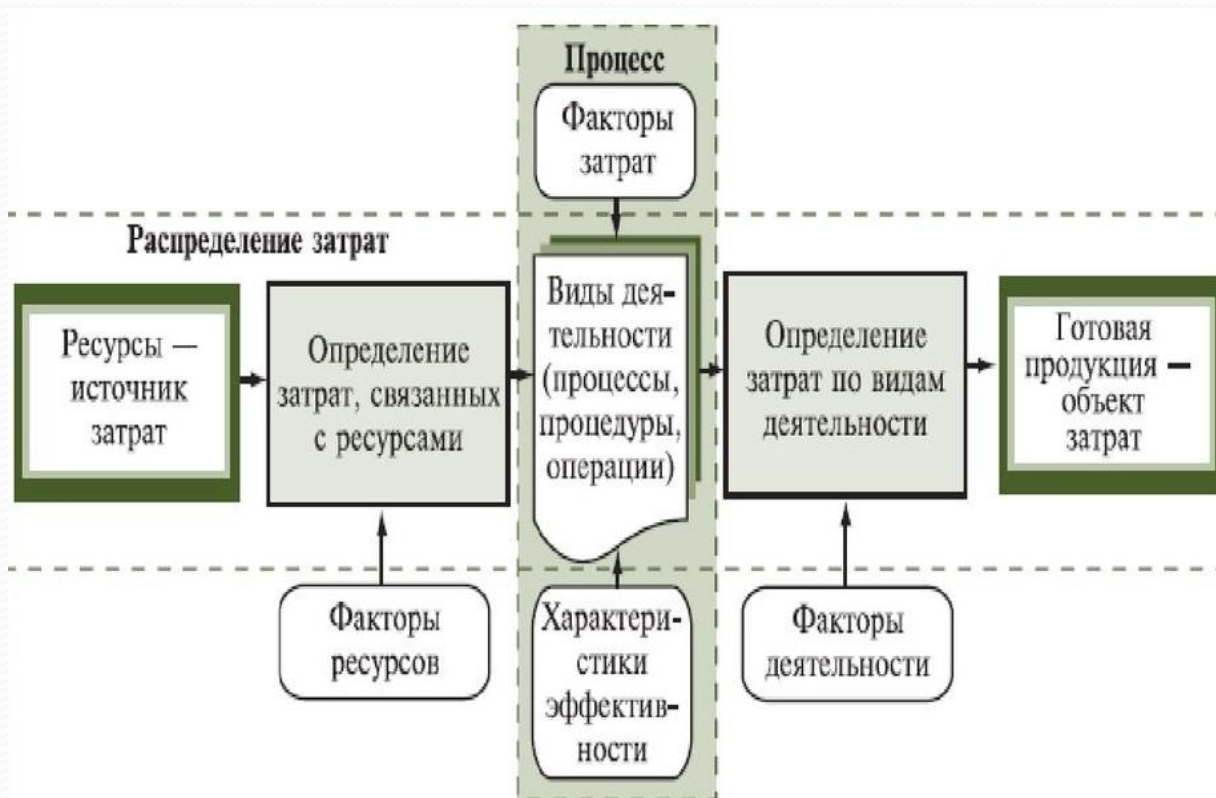 Процесс
Факторы
затрат
Распределение затрат
Ресурсы —
источник
затрат
Определение
затрат, связанных
с ресурсами
Виды дея-
тельности
(процессы,
процедуры,
операции)
Определение
затрат по видам
деятельности
Готовая
продукция —
объект
затрат
Факторы
ресурсов
Характери-
стики
эффектив-
ности
Факторы
деятельности